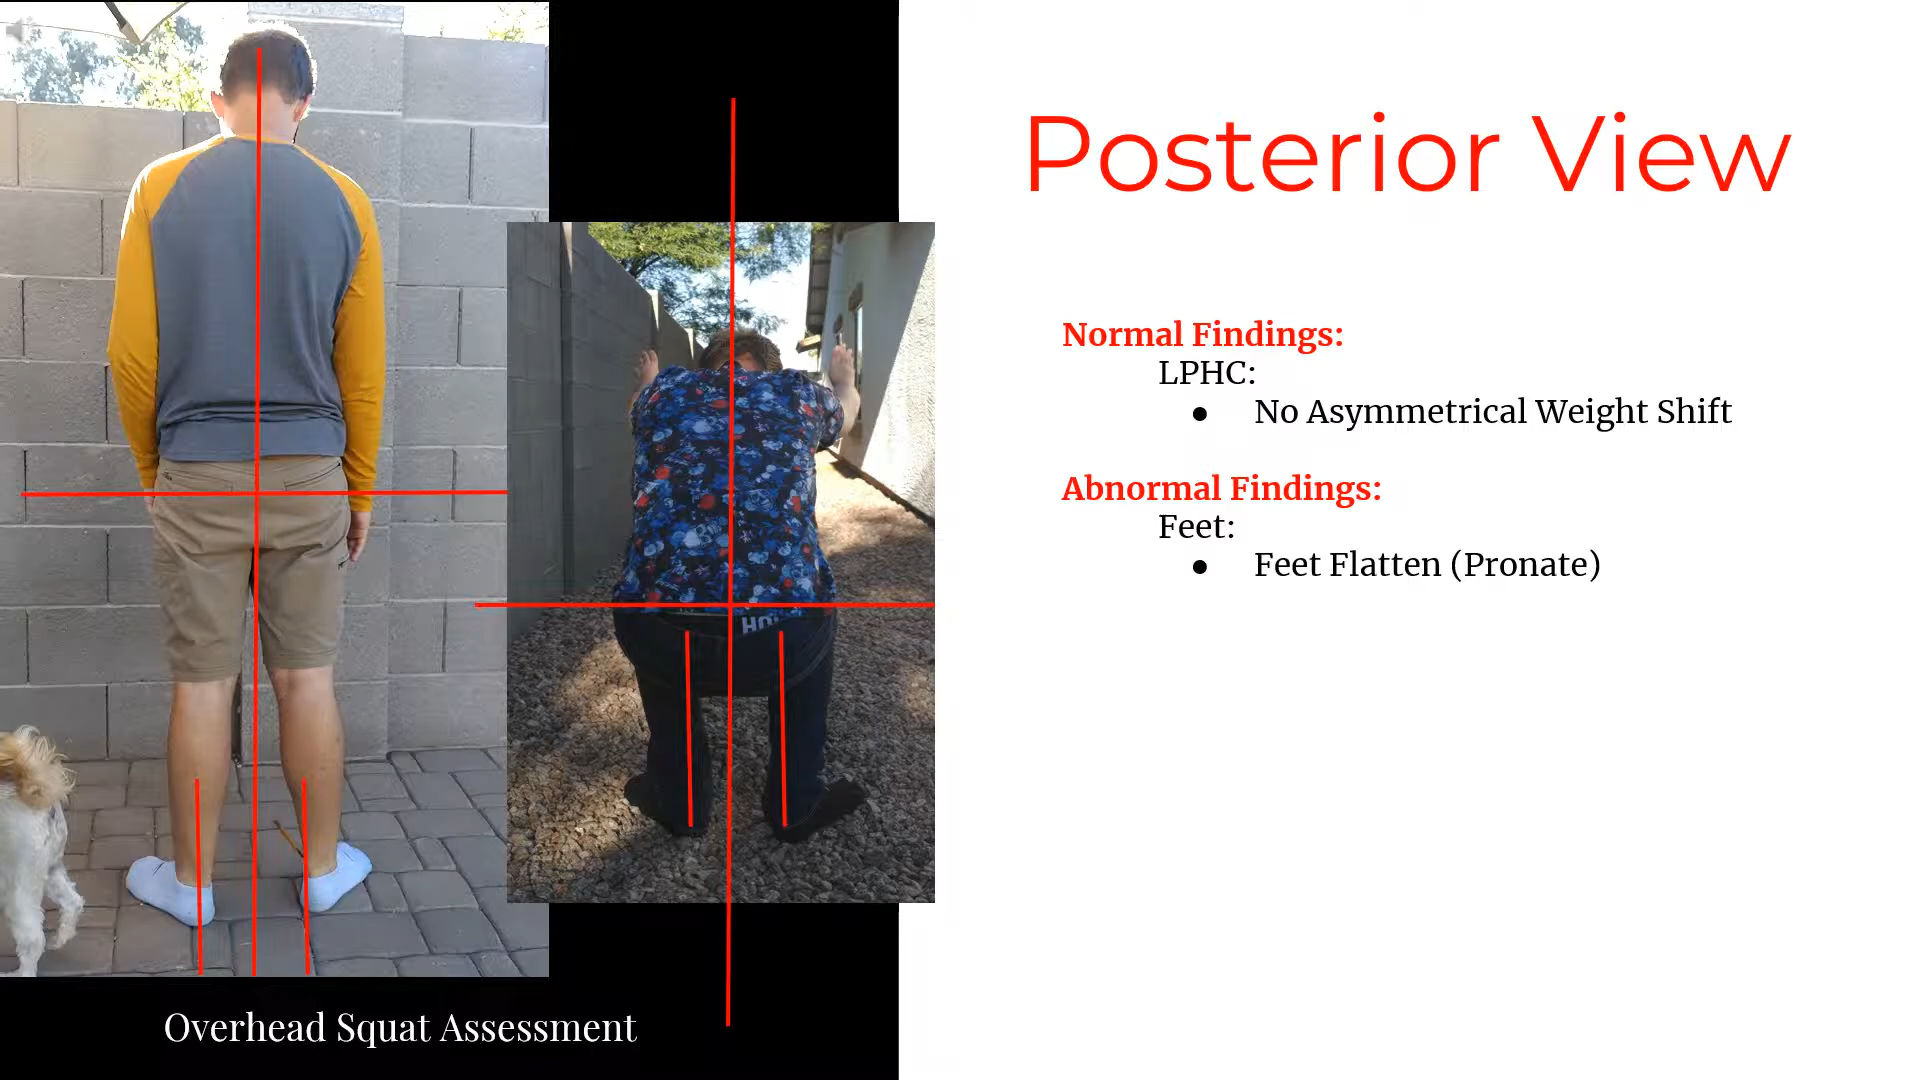 Posterior View
Normal Findings:
LPHC:
● No Asymmetrical Weight Shift
Abnormal Findings:
Feet:
● Feet Flatten (Pronate)
Overhead Squat Assessment